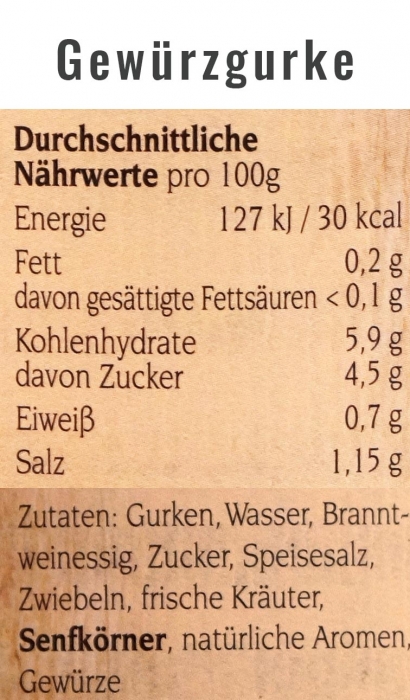 Gewürzgurke
Durchschnittliche
Nährwerte pro 100g
Energie 127 kJ / 30 kcal
Fett 0,2 g
davon gesättigte Fettsäuren < 0,1 g
Kohlenhydrate 5,9 g
davon Zucker 4,5 g
Eiweiß 0,7 g
Salz 1,15 g
Zutaten: Gurken, Wasser, Brannt-
weinessig, Zucker, Speisesalz,
Zwiebeln, frische Kräuter,
Senfkörner, natürliche Aromen,
Gewürze